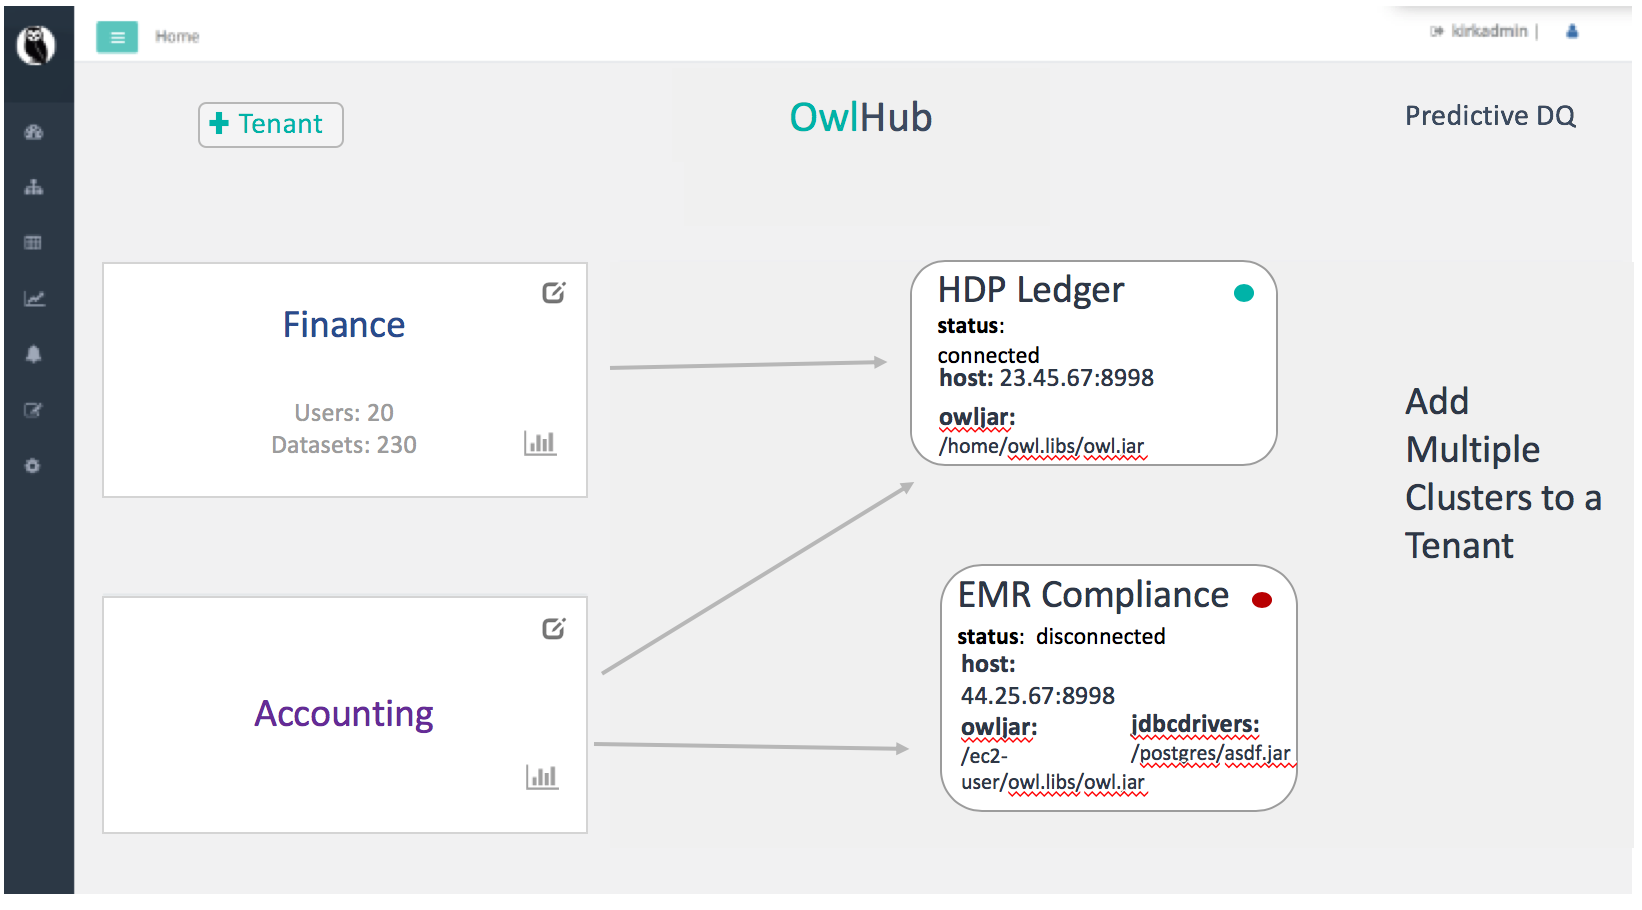 Home
kirkadmin |
+ Tenant
OwlHub
Predictive DQ
Finance
Users: 20
Datasets: 230
HDP Ledger
status:
connected
host: 23.45.67:8998
owljar:
/home/owl.libs/owl.jar
Add
Multiple
Clusters to a
Tenant
Accounting
EMR Compliance
status: disconnected
host:
44.25.67:8998
owljar:
/ec2-
user/owl.libs/owl.jar
jdbcdrivers:
/postgres/asdf.jar